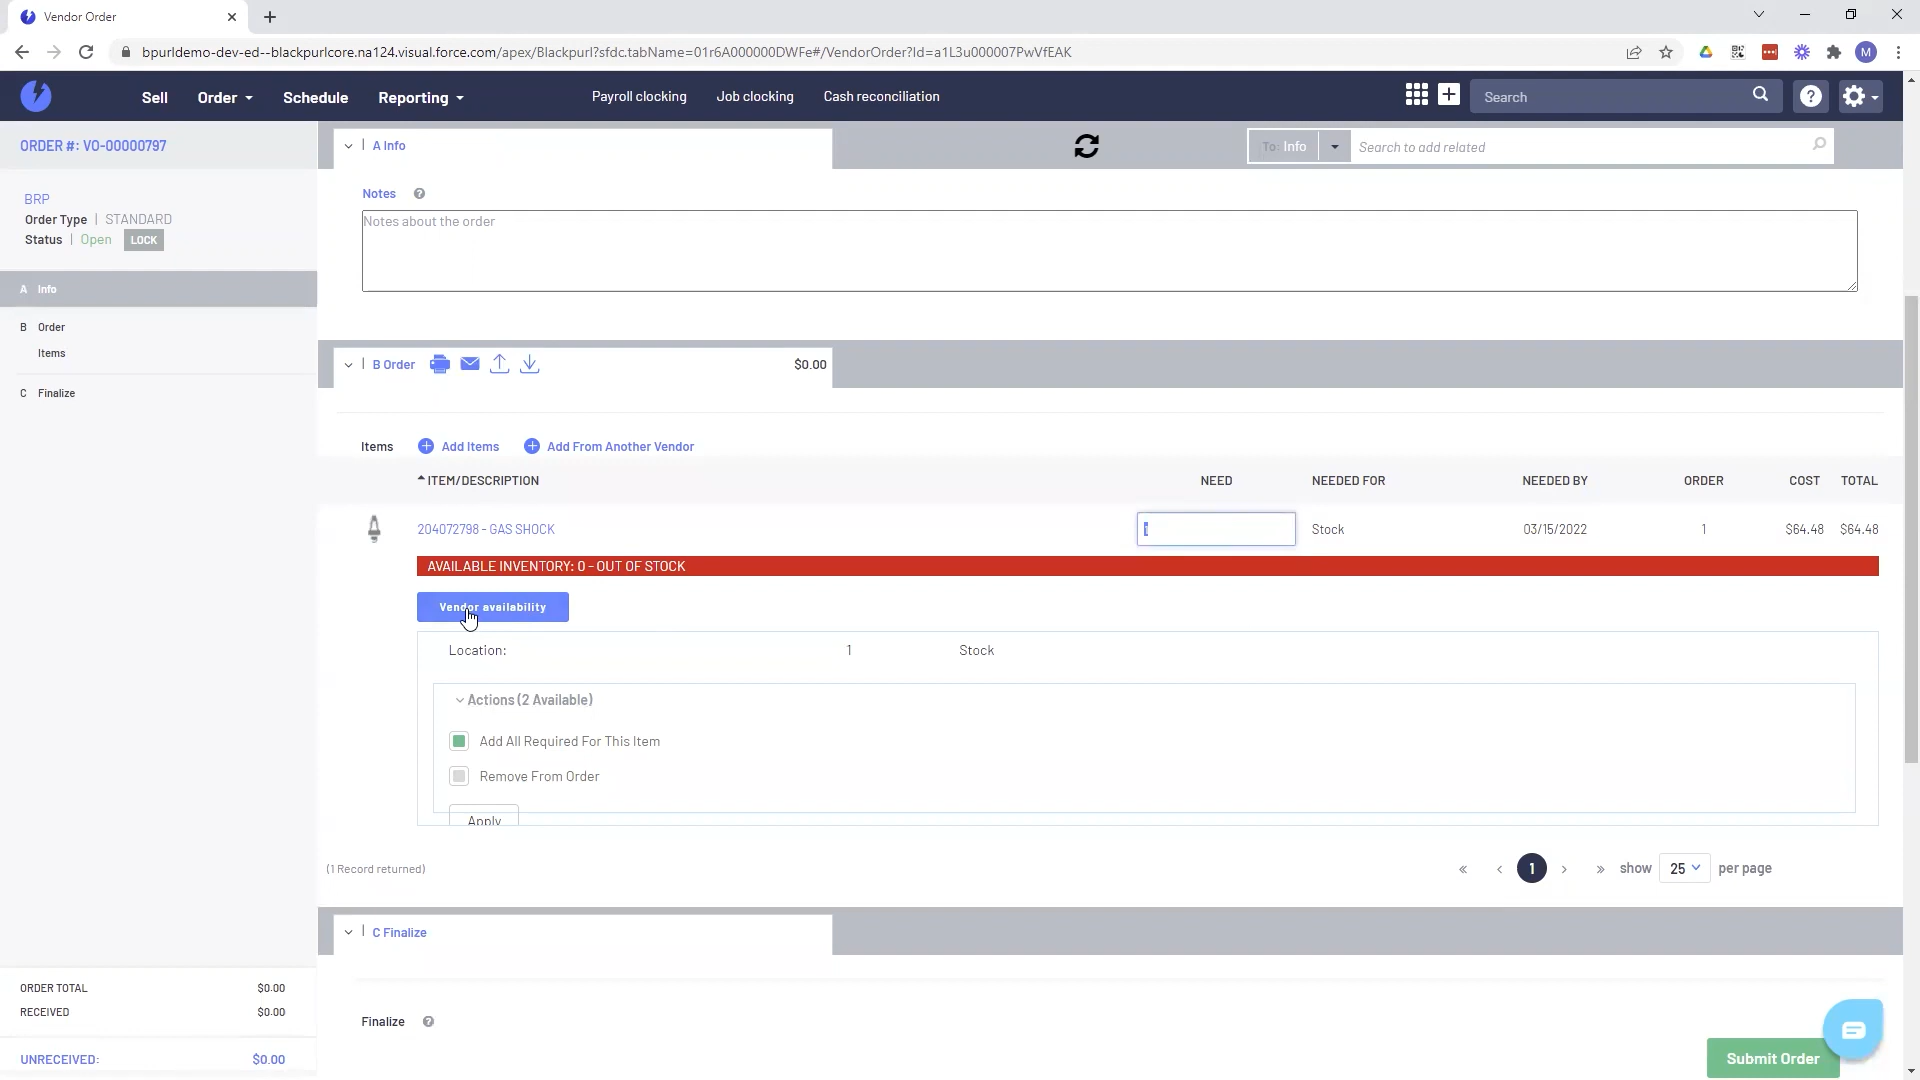 Vendor Order
bpurldemo-dev-ed--blackpurlcore.na124.visual.force.com/apex/Blackpurl?sfdc.tabName=01r6A000000DWFe#/VendorOrder?Id=a1L3u000007PwVfEAK
M
Sell Order Schedule Reporting Payroll clocking Job clocking Cash reconciliation Search ?
ORDER #: VO-00000797
BRP
Order Type | STANDARD
Status | Open LOCK
A Info
B Order
Items
C Finalize
ORDER TOTAL $0.00
RECEIVED $0.00
UNRECEIVED: $0.00
| A Info To: Info Search to add related
Notes ?
Notes about the order
| B Order $0.00
Items Add Items Add From Another Vendor
ITEM/DESCRIPTION NEED NEEDED FOR NEEDED BY ORDER COST TOTAL
204072798 - GAS SHOCK 1 Stock 03/15/2022 1 $64.48 $64.48
AVAILABLE INVENTORY: 0 - OUT OF STOCK
Vendor availability
Location: 1 Stock
Actions (2 Available)
Add All Required For This Item
Remove From Order
Apply
(1 Record returned) « ‹ 1 › » show 25 per page
| C Finalize
Finalize ?
Submit Order